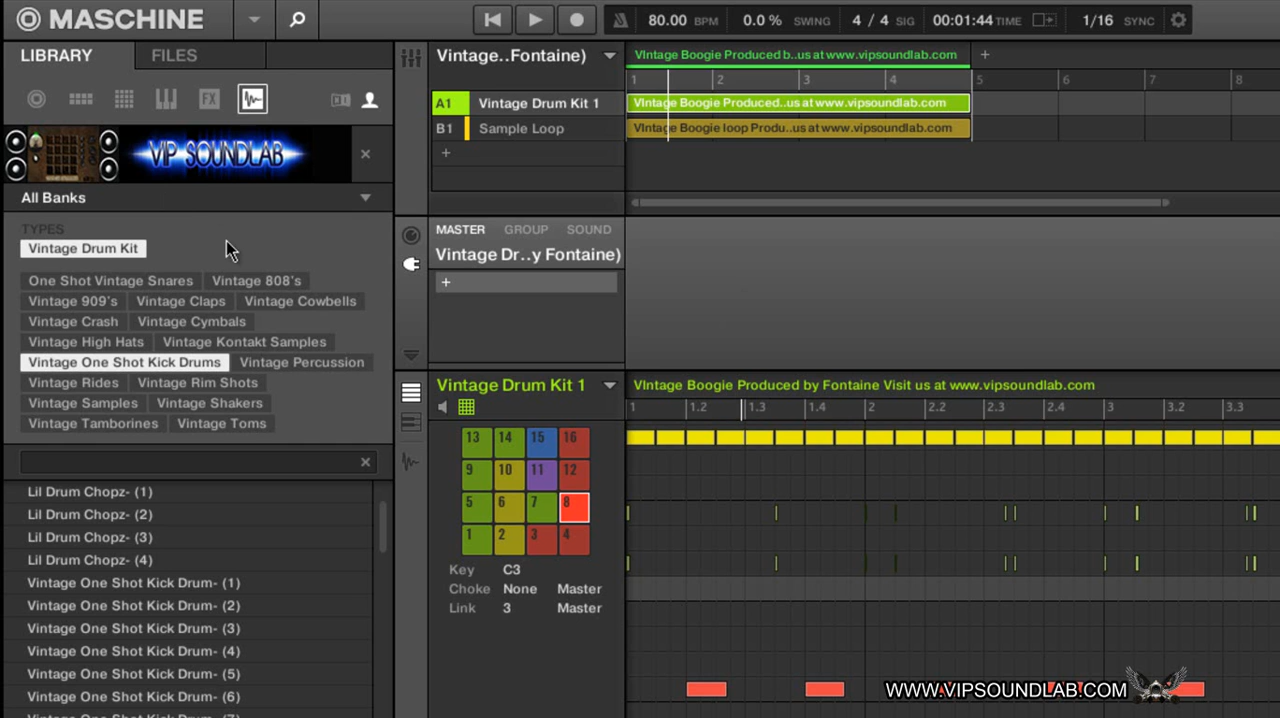 MASCHINE
80.00 BPM 0.0 % SWING 4 / 4 SIG 00:01:44 TIME 1/16 SYNC
LIBRARY FILES
FX
VIP SOUNDLAB
All Banks
TYPES
Vintage Drum Kit
One Shot Vintage Snares Vintage 808's
Vintage 909's Vintage Claps Vintage Cowbells
Vintage Crash Vintage Cymbals
Vintage High Hats Vintage Kontakt Samples
Vintage One Shot Kick Drums Vintage Percussion
Vintage Rides Vintage Rim Shots
Vintage Samples Vintage Shakers
Vintage Tamborines Vintage Toms
Lil Drum Chopz- (1)
Lil Drum Chopz- (2)
Lil Drum Chopz- (3)
Lil Drum Chopz- (4)
Vintage One Shot Kick Drum- (1)
Vintage One Shot Kick Drum- (2)
Vintage One Shot Kick Drum- (3)
Vintage One Shot Kick Drum- (4)
Vintage One Shot Kick Drum- (5)
Vintage One Shot Kick Drum- (6)
Vintage..Fontaine) VIntage Boogie Produced b..us at www.vipsoundlab.com +
1 2 3 4 5 6 7 8
A1 Vintage Drum Kit 1 VIntage Boogie Produced..us at www.vipsoundlab.com
B1 Sample Loop VIntage Boogie loop Produ..us at www.vipsoundlab.com
+
MASTER GROUP SOUND
Vintage Dr..y Fontaine)
+
Vintage Drum Kit 1 VIntage Boogie Produced by Fontaine Visit us at www.vipsoundlab.com
1 1.2 1.3 1.4 2 2.2 2.3 2.4 3 3.2 3.3
13 14 15 16
9 10 11 12
5 6 7 8
1 2 3 4
Key C3
Choke None Master
Link 3 Master
WWW.VIPSOUNDLAB.COM